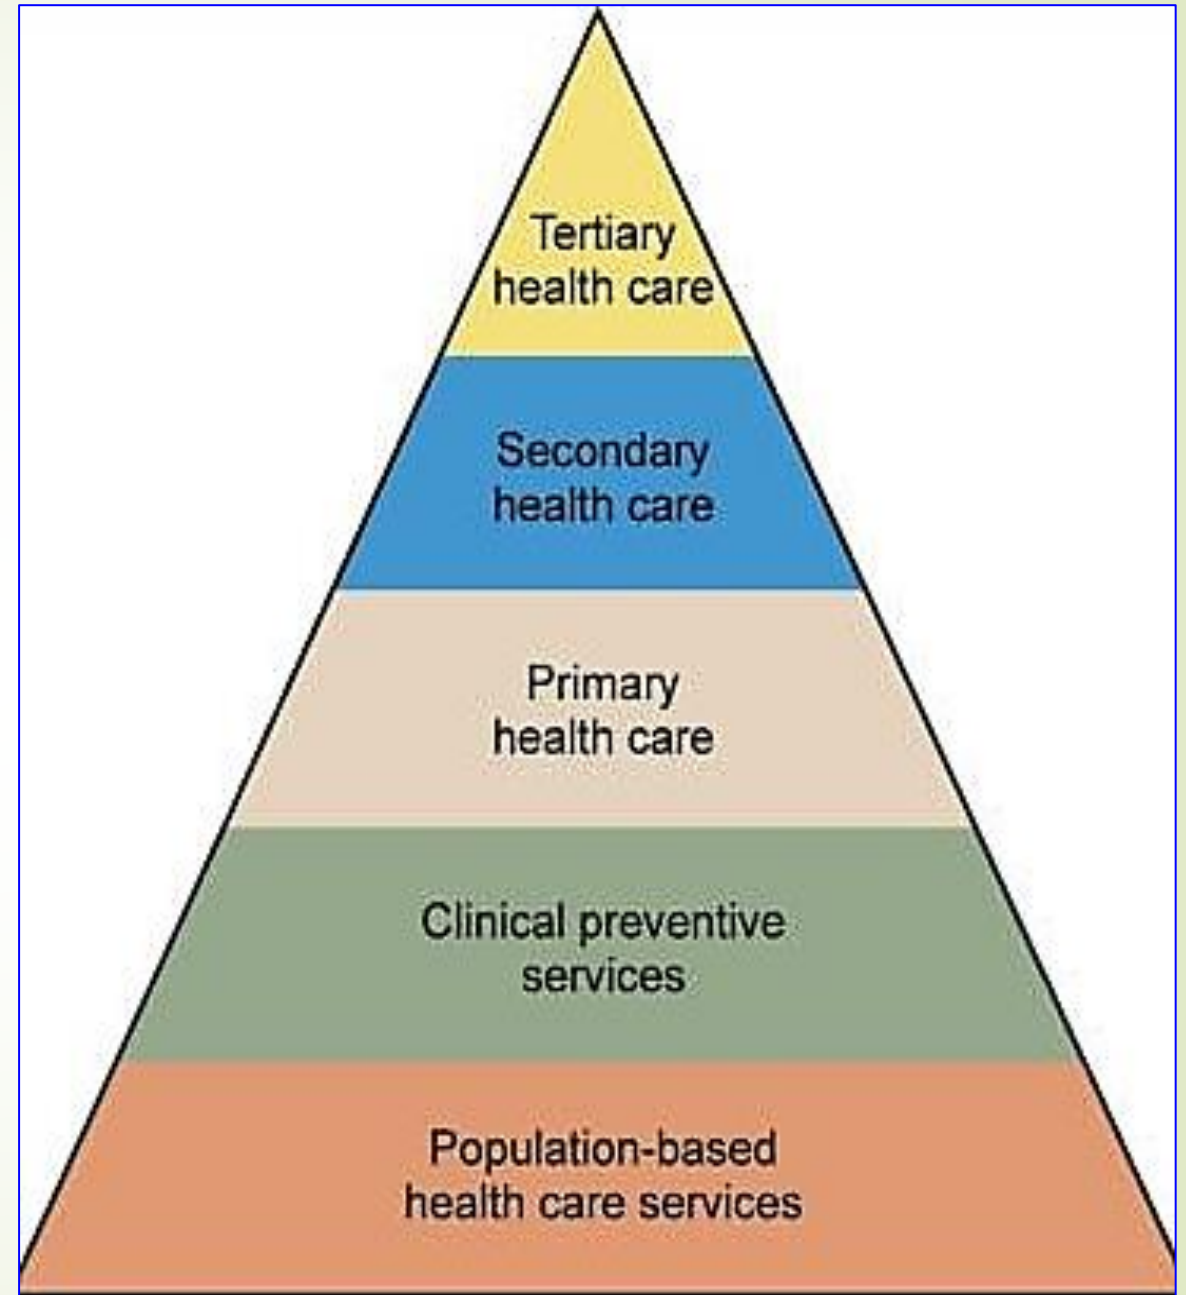 Tertiary
health care
Secondary
health care
Primary
health care
Clinical preventive
services
Population-based
health care services